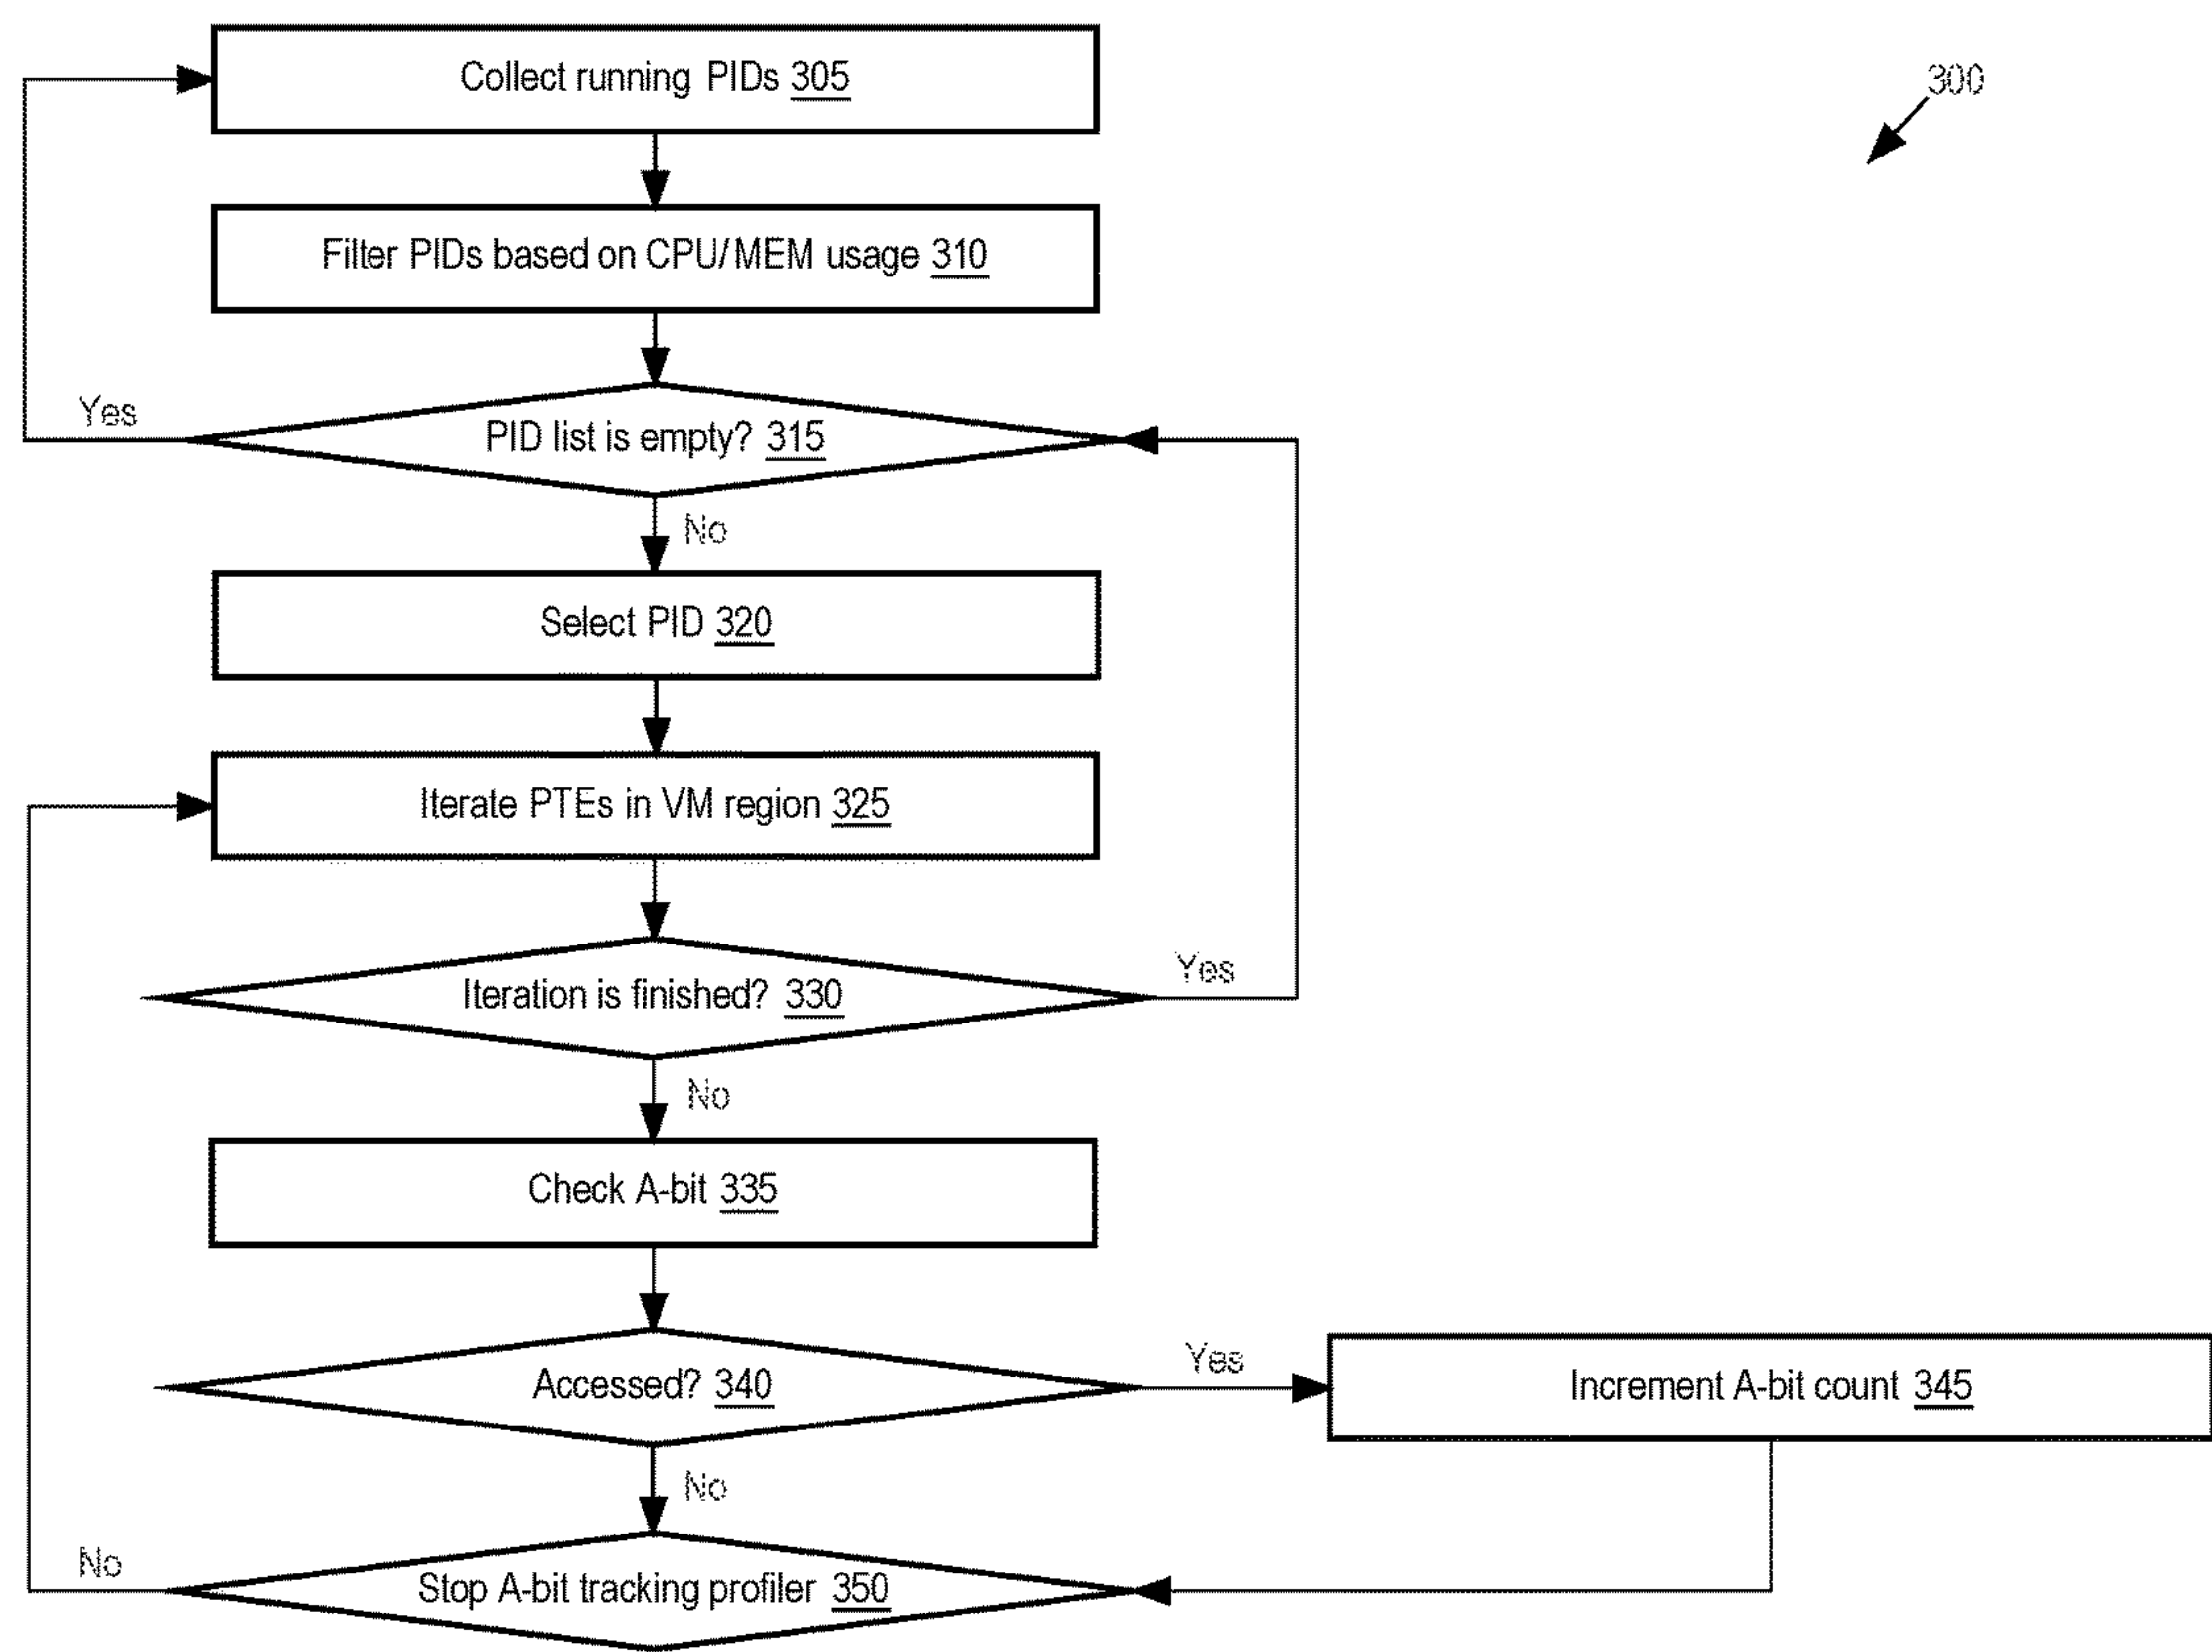 Collect running PIDs 305
300
Filter PIDs based on CPU/MEM usage 310
Yes
PID list is empty? 315
No
Select PID 320
Iterate PTEs in VM region 325
Iteration is finished? 330
Yes
No
Check A-bit 335
Accessed? 340
Yes
Increment A-bit count 345
No
No
Stop A-bit tracking profiler 350